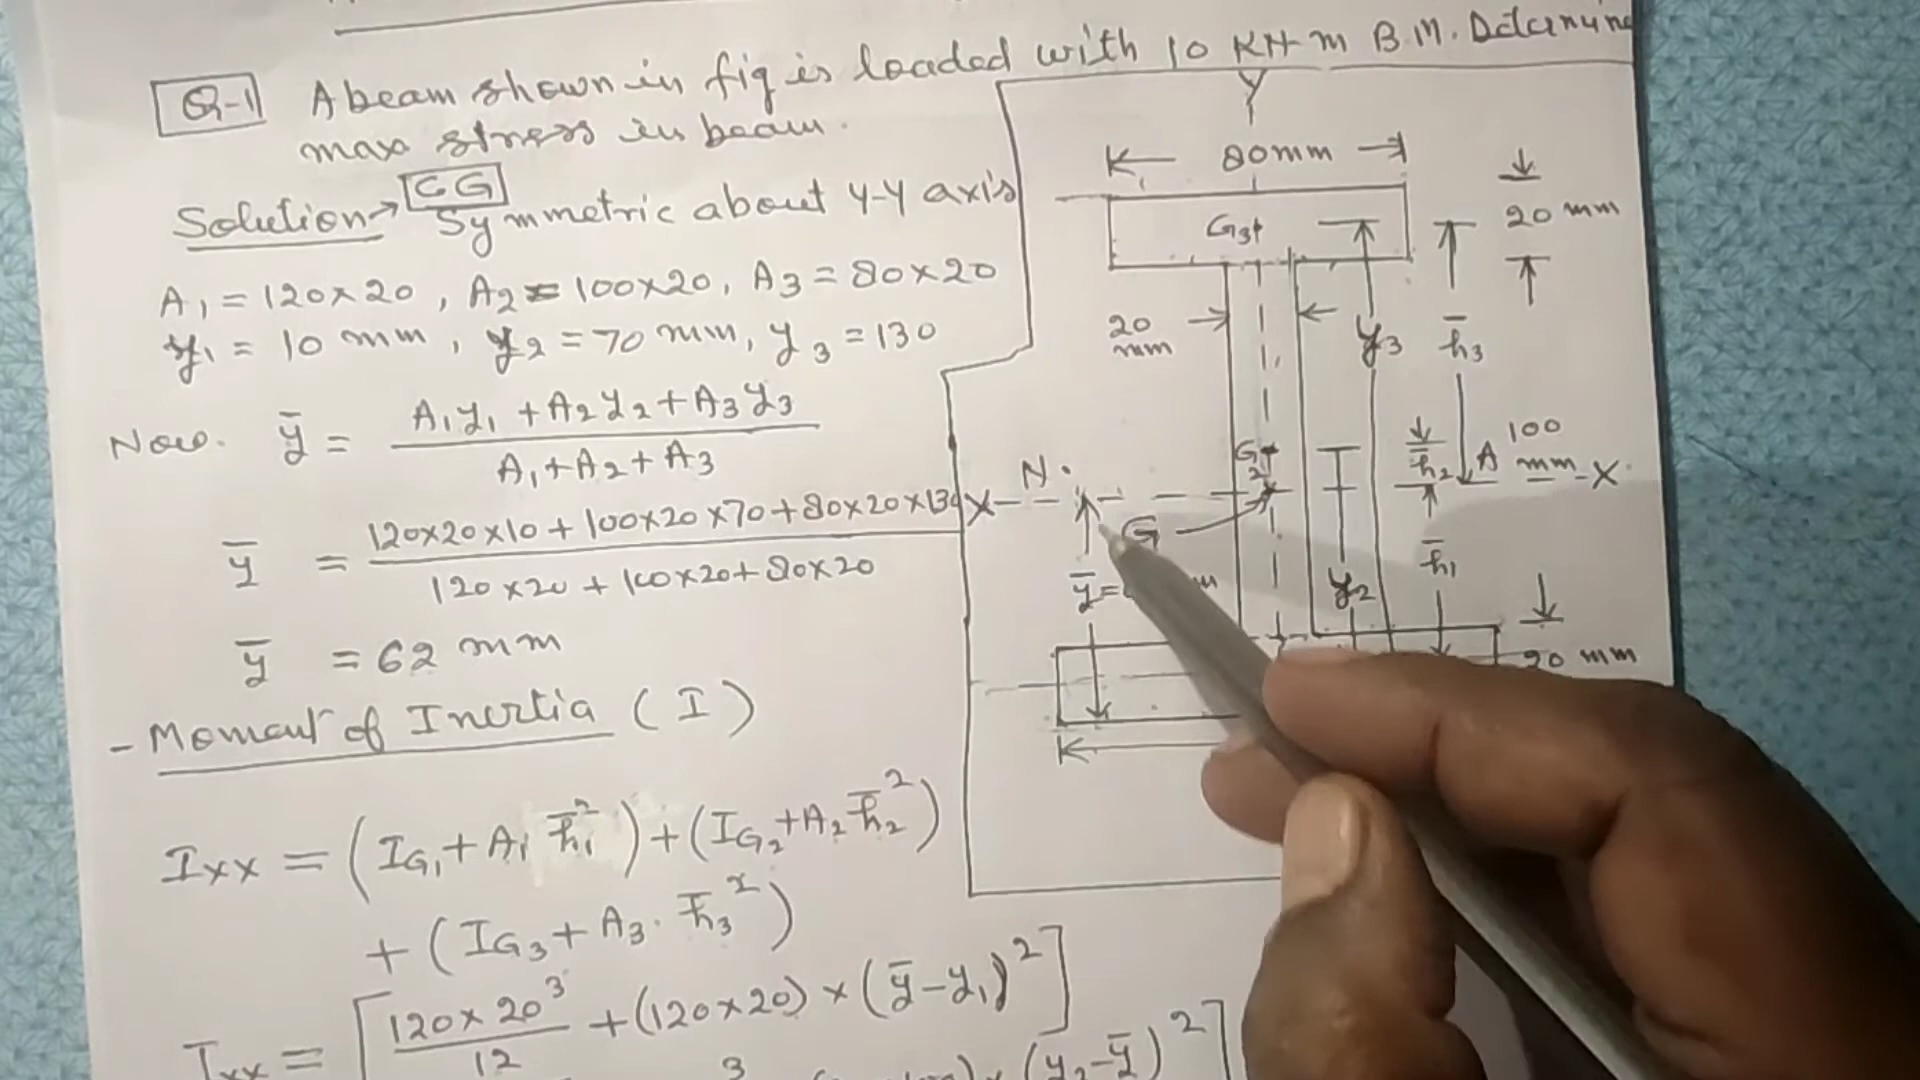 Q-1 A beam shown in fig is loaded with 10 KN-m B.M. Determine
max stress in beam.
Solution → CG
Symmetric about Y-Y axis
A1 = 120×20, A2 = 100×20, A3 = 80×20
y1 = 10 mm, y2 = 70 mm, y3 = 130
Now. ȳ = A1y1 + A2y2 + A3y3
A1 + A2 + A3
ȳ = 120×20×10 + 100×20×70 + 80×20×130
120×20 + 100×20 + 80×20
ȳ = 62 mm
- Moment of Inertia (I)
Ixx = (IG1 + A1 h̄1²) + (IG2 + A2 h̄2²)
+ (IG3 + A3. h̄3²)
Ixx = [120×20³
12
+ (120×20) × (ȳ-y1)²]
3
(y2-ȳ)²]
Y
80mm
G3
20 mm
20
mm
y3
h̄3
N.
G2
h̄2
A
100
mm
X
X
G
ȳ=
y2
h̄1
20 mm